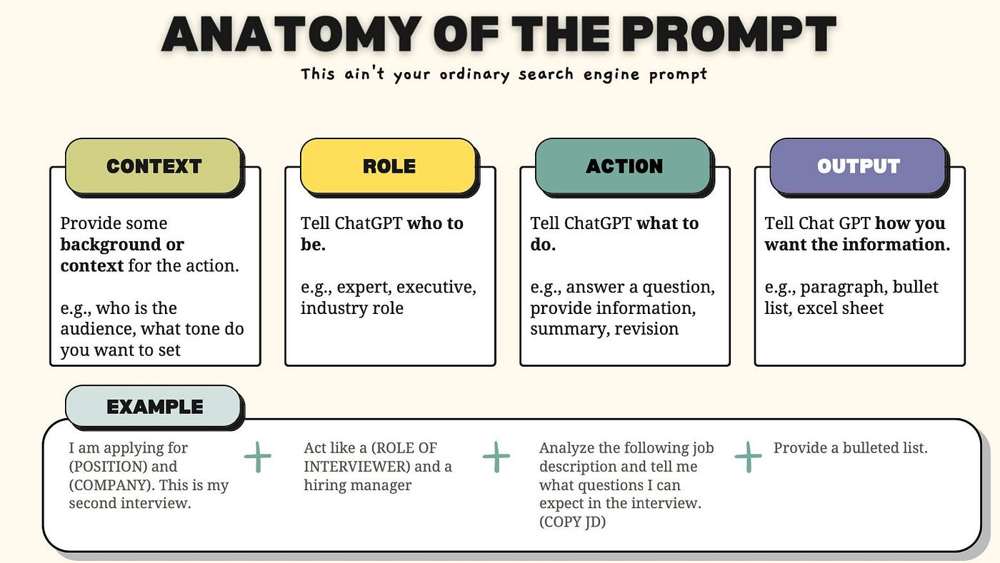 ANATOMY OF THE PROMPT
This ain't your ordinary search engine prompt
CONTEXT
Provide some
background or
context for the action.
e.g., who is the
audience, what tone do
you want to set
ROLE
Tell ChatGPT who to
be.
e.g., expert, executive,
industry role
ACTION
Tell ChatGPT what to
do.
e.g., answer a question,
provide information,
summary, revision
OUTPUT
Tell Chat GPT how you
want the information.
e.g., paragraph, bullet
list, excel sheet
EXAMPLE
I am applying for
(POSITION) and
(COMPANY). This is my
second interview.
+
Act like a (ROLE OF
INTERVIEWER) and a
hiring manager
+
Analyze the following job
description and tell me
what questions I can
expect in the interview.
(COPY JD)
+
Provide a bulleted list.